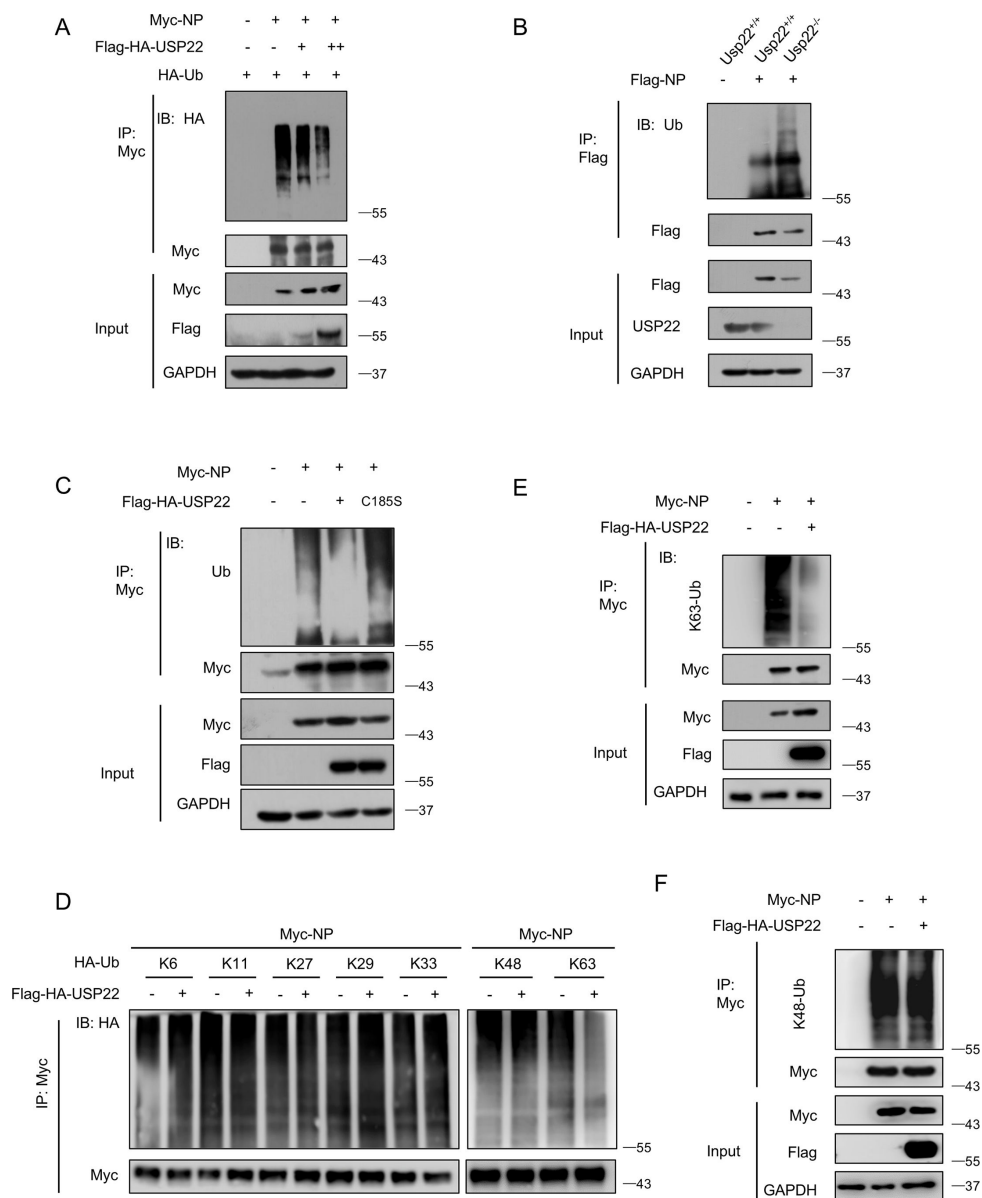 A
Myc-NP - + + +
Flag-HA-USP22 - - + ++
HA-Ub + + + +
IP: Myc
IB: HA
—55
Myc
—43
Myc
—43
Input
Flag
—55
GAPDH
—37
B
Usp22+/+ Usp22+/+ Usp22-/-
Flag-NP - + +
IP: Flag
IB: Ub
—55
Flag
—43
Flag
—43
Input
USP22
—55
GAPDH
—37
C
Myc-NP - + + +
Flag-HA-USP22 - - + C185S
IP: Myc
IB:
Ub
—55
Myc
—43
Myc
—43
Input
Flag
—55
GAPDH
—37
E
Myc-NP - + +
Flag-HA-USP22 - - +
IP: Myc
IB:
K63-Ub
—55
Myc
—43
Myc
—43
Input
Flag
—55
GAPDH
—37
D
Myc-NP Myc-NP
HA-Ub K6 K11 K27 K29 K33 K48 K63
Flag-HA-USP22 - + - + - + - + - + - + - +
IP: Myc
IB: HA
—55
Myc
—43
F
Myc-NP - + +
Flag-HA-USP22 - - +
IP: Myc
K48-Ub
—55
Myc
—43
Myc
—43
Input
Flag
—55
GAPDH
—37